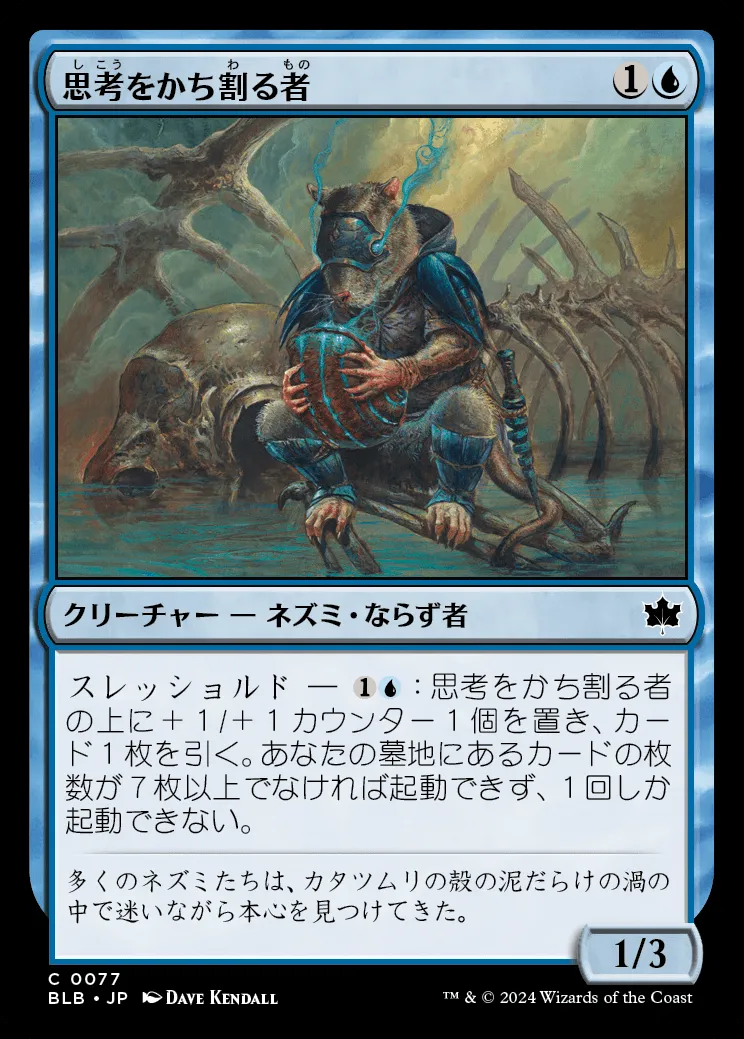 思考をかち割る者
しこう わ もの
1
クリーチャー — ネズミ・ならず者
スレッショルド — 1：思考をかち割る者
の上に＋１/＋１カウンター１個を置き、カー
ド１枚を引く。あなたの墓地にあるカードの枚
数が７枚以上でなければ起動できず、１回しか
起動できない。
多くのネズミたちは、カタツムリの殻の泥だらけの渦の
中で迷いながら本心を見つけてきた。
1/3
C 0077
BLB • JP DAVE KENDALL
™ & © 2024 Wizards of the Coast